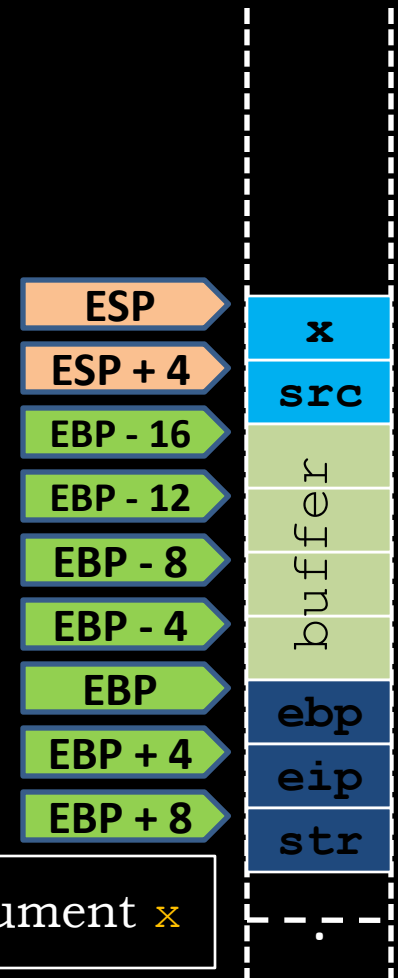 ESP
x
ESP + 4
src
EBP - 16
EBP - 12
buffer
EBP - 8
EBP - 4
EBP
ebp
EBP + 4
eip
EBP + 8
str
ument x
.